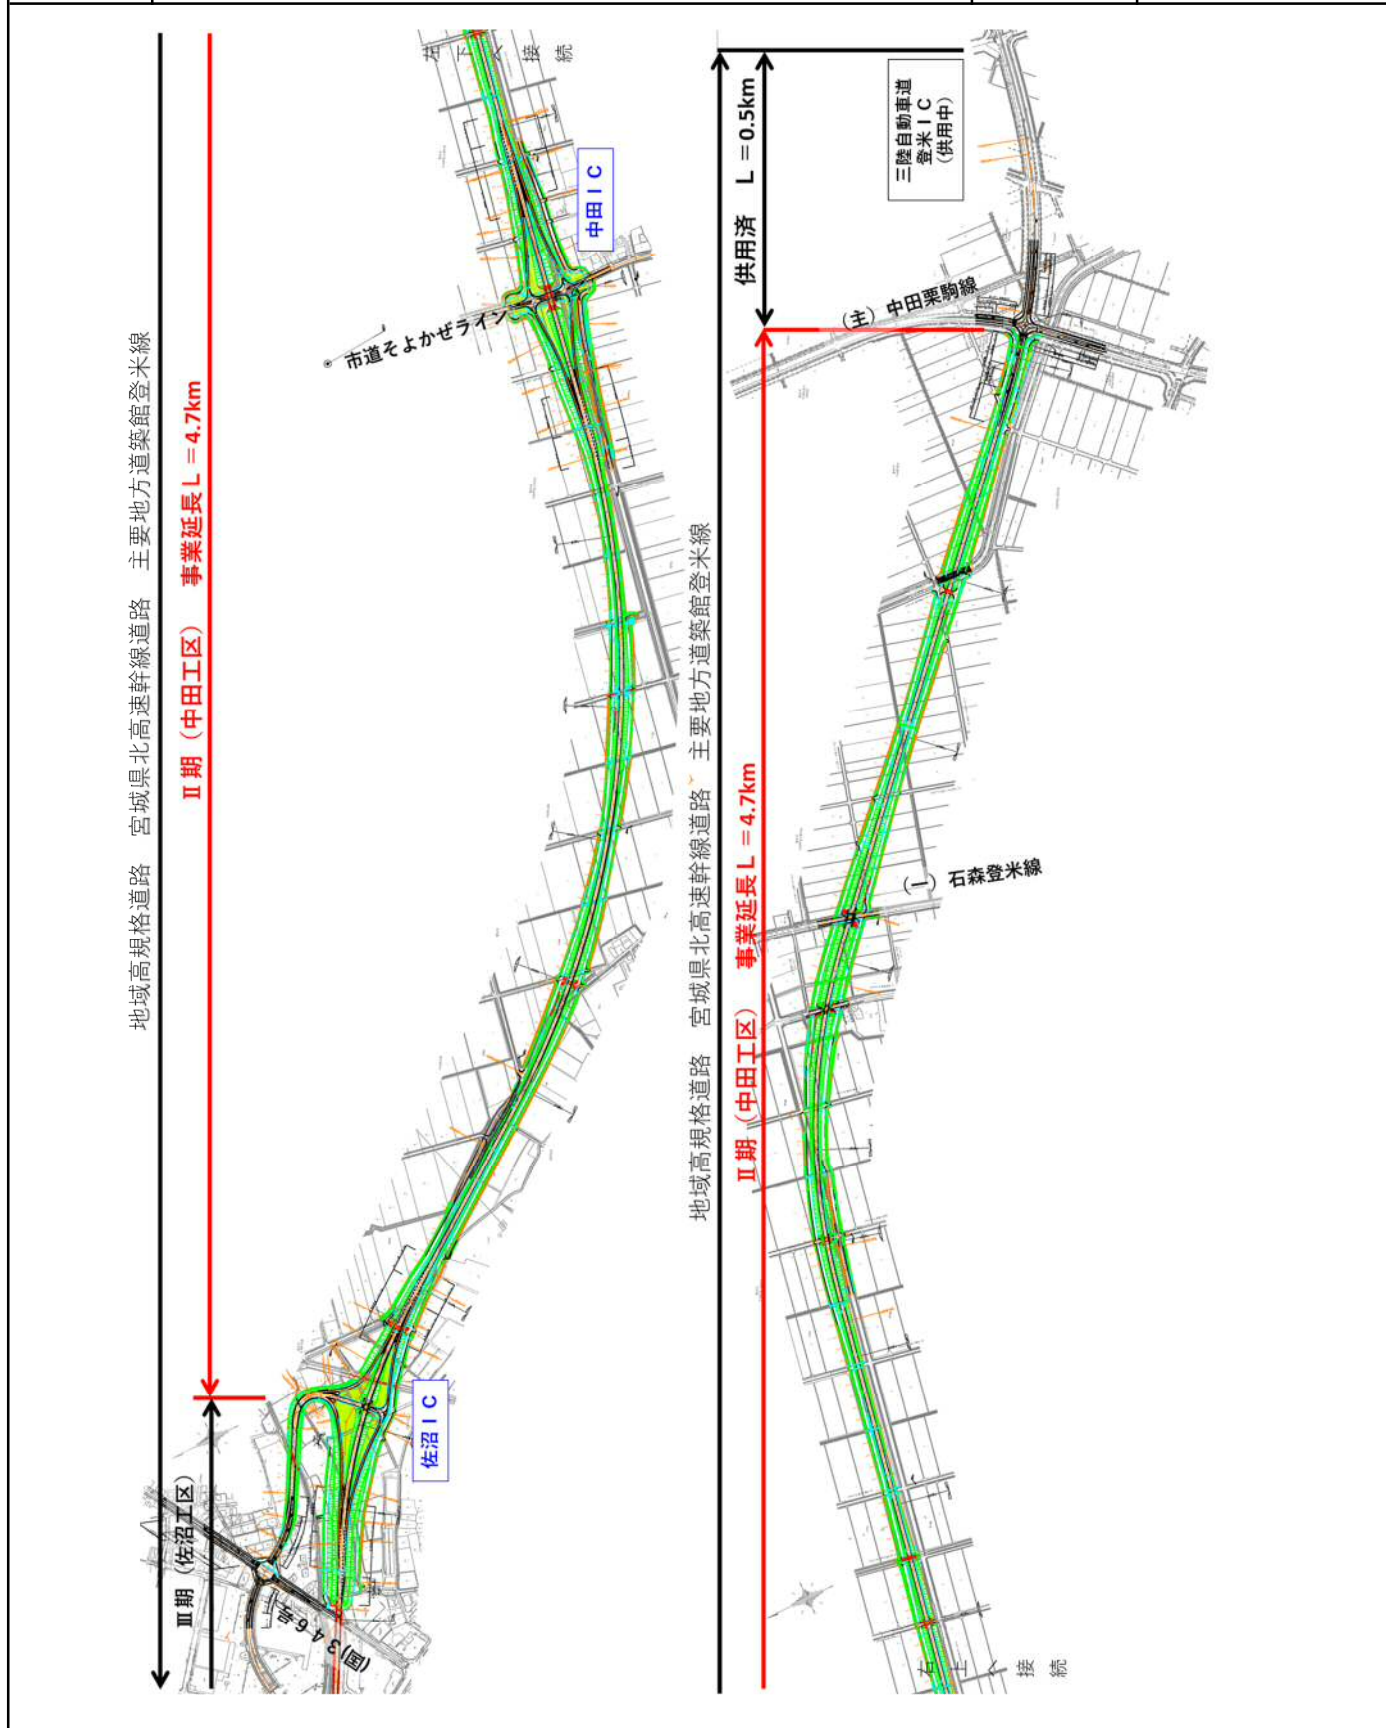 地域高規格道路　宮城県北高速幹線道路　主要地方道築館登米線
Ⅱ期（中田工区）　事業延長Ｌ＝4.7km
Ⅲ期（佐沼工区）
(国)３４６号
佐沼ＩＣ
市道そよかぜライン
中田ＩＣ
左下へ接続
地域高規格道路　宮城県北高速幹線道路　主要地方道築館登米線
Ⅱ期（中田工区）　事業延長Ｌ＝4.7km
供用済　Ｌ＝0.5km
三陸自動車道
登米ＩＣ
（供用中）
（主）中田栗駒線
（一）石森登米線
右上へ接続